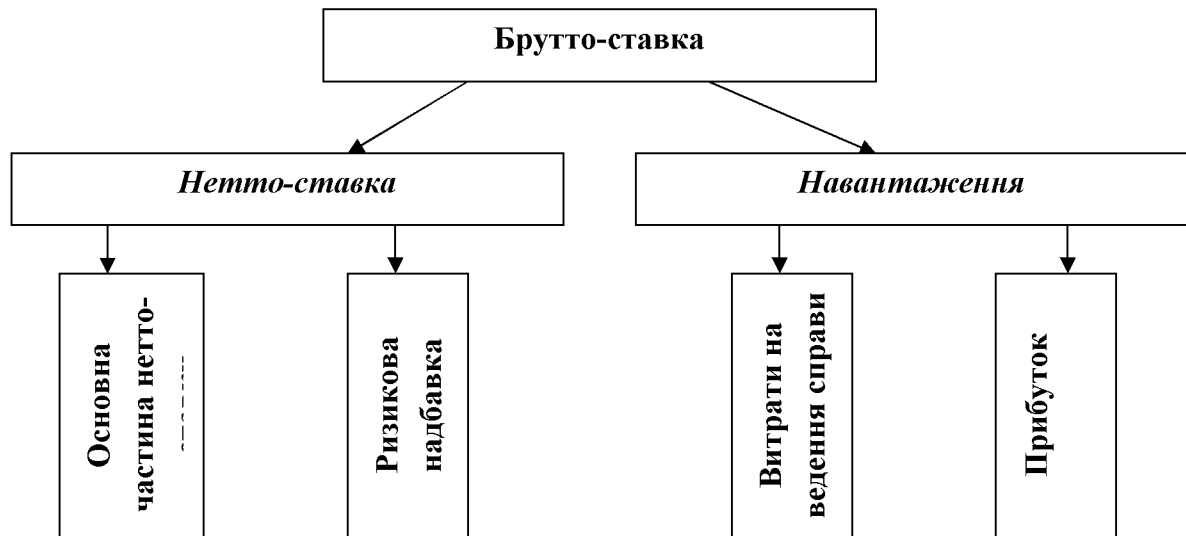 Брутто-ставка
Нетто-ставка
Навантаження
Основна
частина нетто-
Ризикова
надбавка
Витрати на
ведення справи
Прибуток